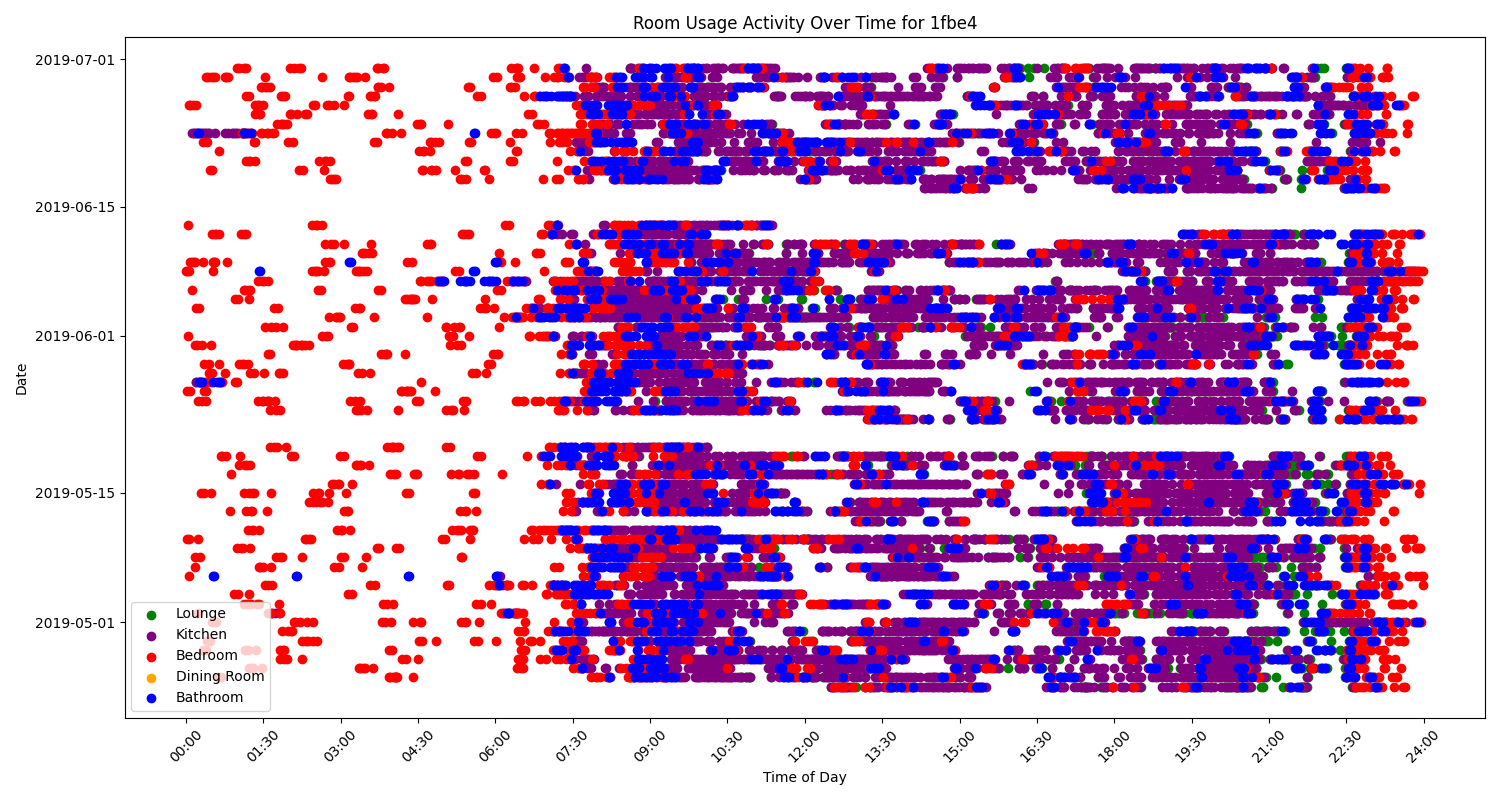 Room Usage Activity Over Time for 1fbe4
2019-07-01
2019-06-15
2019-06-01
2019-05-15
2019-05-01
Date
Lounge
Kitchen
Bedroom
Dining Room
Bathroom
00:00
01:30
03:00
04:30
06:00
07:30
09:00
10:30
12:00
13:30
15:00
16:30
18:00
19:30
21:00
22:30
24:00
Time of Day